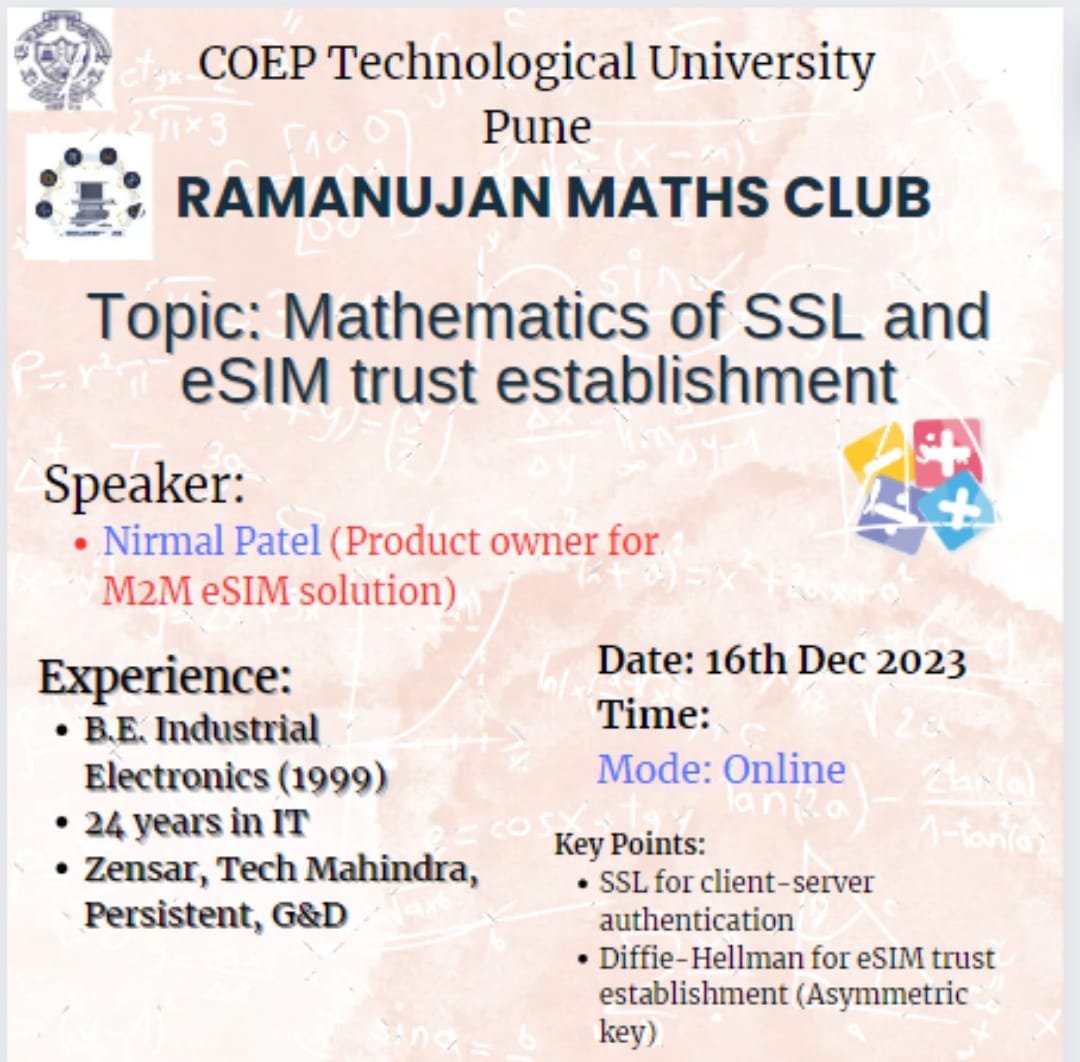 COEP Technological University
Pune
RAMANUJAN MATHS CLUB
Topic: Mathematics of SSL and
eSIM trust establishment
Speaker:
• Nirmal Patel (Product owner for
M2M eSIM solution)
Experience:
• B.E. Industrial
Electronics (1999)
• 24 years in IT
• Zensar, Tech Mahindra,
Persistent, G&D
Date: 16th Dec 2023
Time:
Mode: Online
Key Points:
• SSL for client-server
authentication
• Diffie-Hellman for eSIM trust
establishment (Asymmetric
key)